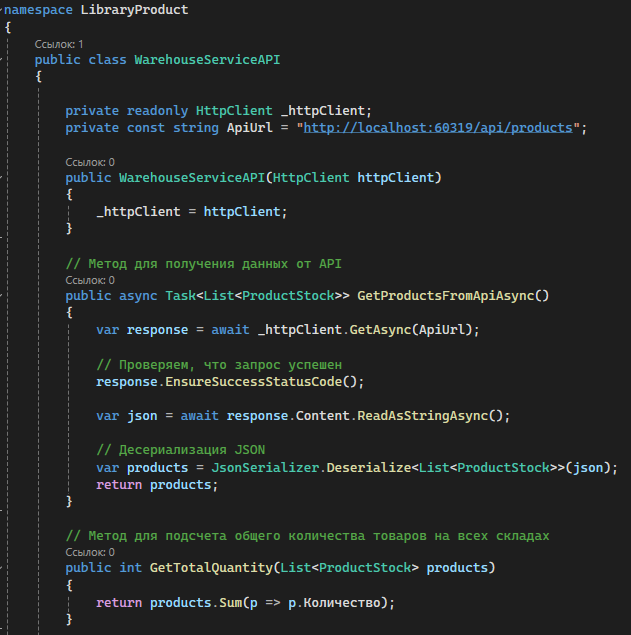 namespace LibraryProduct
{
Ссылок: 1
public class WarehouseServiceAPI
{
private readonly HttpClient _httpClient;
private const string ApiUrl = "http://localhost:60319/api/products";
Ссылок: 0
public WarehouseServiceAPI(HttpClient httpClient)
{
_httpClient = httpClient;
}
// Метод для получения данных от API
Ссылок: 0
public async Task<List<ProductStock>> GetProductsFromApiAsync()
{
var response = await _httpClient.GetAsync(ApiUrl);
// Проверяем, что запрос успешен
response.EnsureSuccessStatusCode();
var json = await response.Content.ReadAsStringAsync();
// Десериализация JSON
var products = JsonSerializer.Deserialize<List<ProductStock>>(json);
return products;
}
// Метод для подсчета общего количества товаров на всех складах
Ссылок: 0
public int GetTotalQuantity(List<ProductStock> products)
{
return products.Sum(p => p.Количество);
}